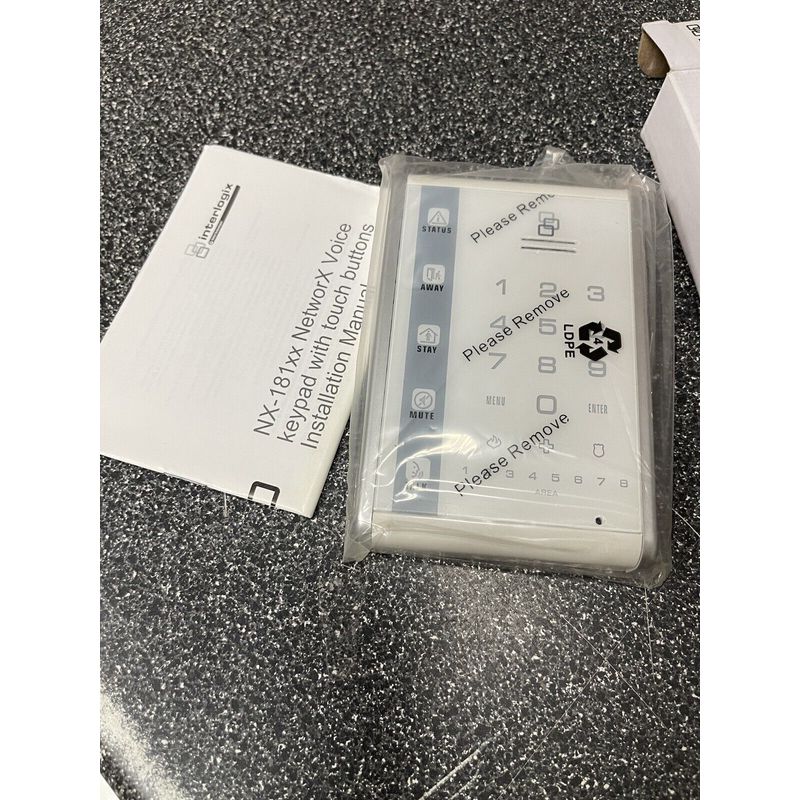 interlogix
NX-181xx NetworX Voice
keypad with touch buttons
Installation Manual
STATUS
AWAY
STAY
MUTE
Please Remove
Please Remove
Please Remove
1 2 3
4 5
7 8 9
MENU 0 ENTER
1 3 4 5 6 7 8
AREA
4
LDPE